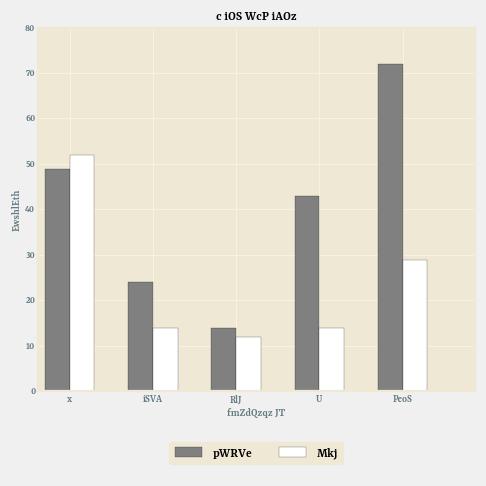 c iOS WcP iAOz
80
70
60
50
40
30
20
10
0
EwshlEth
x iSVA RlJ U PeoS
fmZdQzqz JT
pWRVe Mkj